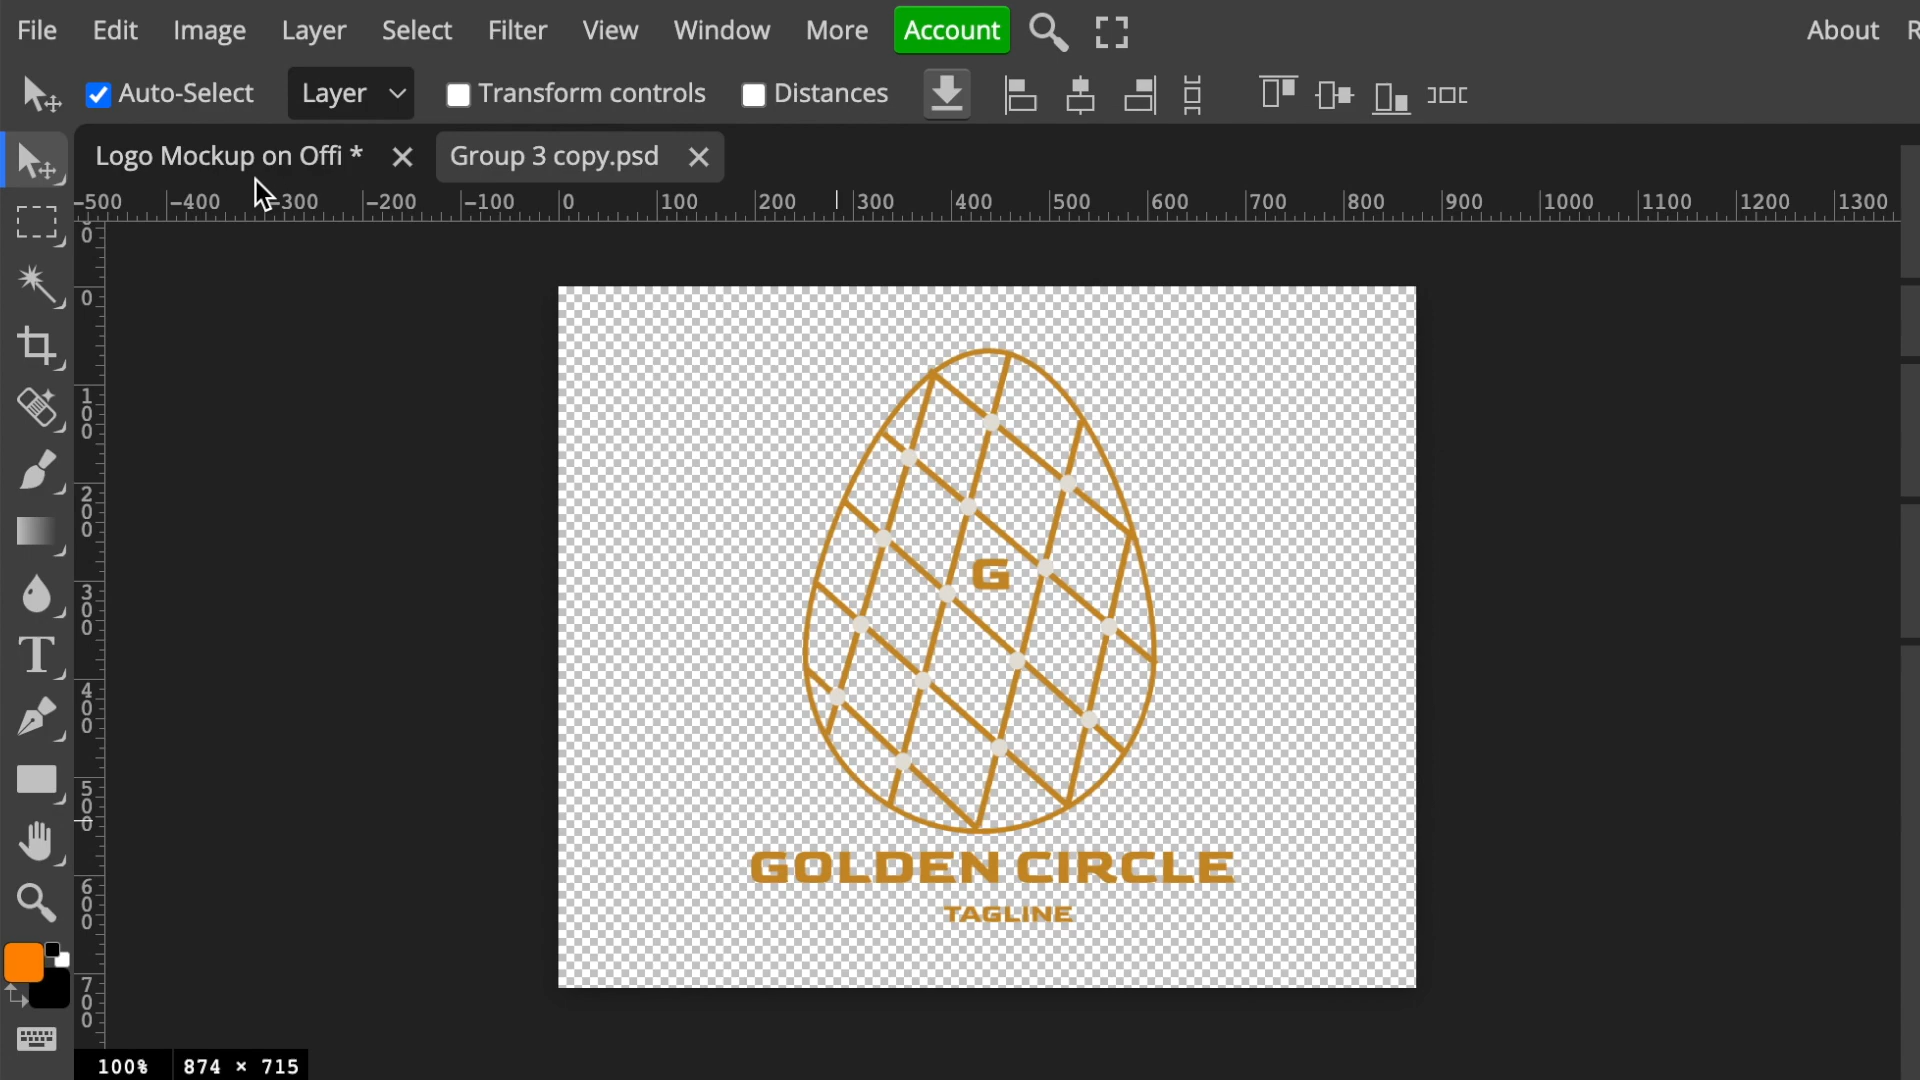 File Edit Image Layer Select Filter View Window More Account About
Auto-Select Layer Transform controls Distances
Logo Mockup on Offi * Group 3 copy.psd
-500 -400 -300 -200 -100 0 100 200 300 400 500 600 700 800 900 1000 1100 1200 1300
0
0
100
200
300
400
500
600
700
G
GOLDEN CIRCLE
TAGLINE
T
100% 874 × 715